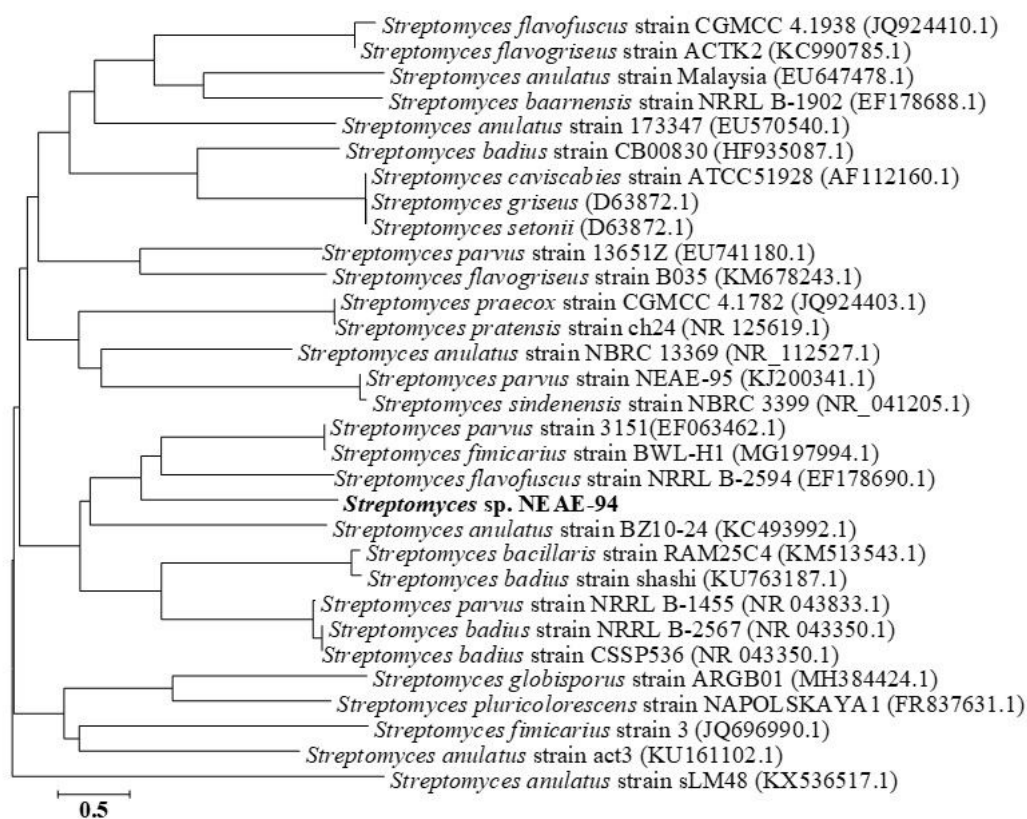 Streptomyces flavofuscus strain CGMCC 4.1938 (JQ924410.1)
Streptomyces flavogriseus strain ACTK2 (KC990785.1)
Streptomyces anulatus strain Malaysia (EU647478.1)
Streptomyces baarnensis strain NRRL B-1902 (EF178688.1)
Streptomyces anulatus strain 173347 (EU570540.1)
Streptomyces badius strain CB00830 (HF935087.1)
Streptomyces caviscabies strain ATCC51928 (AF112160.1)
Streptomyces griseus (D63872.1)
Streptomyces setonii (D63872.1)
Streptomyces parvus strain 13651Z (EU741180.1)
Streptomyces flavogriseus strain B035 (KM678243.1)
Streptomyces praecox strain CGMCC 4.1782 (JQ924403.1)
Streptomyces pratensis strain ch24 (NR 125619.1)
Streptomyces anulatus strain NBRC 13369 (NR_112527.1)
Streptomyces parvus strain NEAE-95 (KJ200341.1)
Streptomyces sindenensis strain NBRC 3399 (NR_041205.1)
Streptomyces parvus strain 3151(EF063462.1)
Streptomyces fimicarius strain BWL-H1 (MG197994.1)
Streptomyces flavofuscus strain NRRL B-2594 (EF178690.1)
Streptomyces sp. NEAE-94
Streptomyces anulatus strain BZ10-24 (KC493992.1)
Streptomyces bacillaris strain RAM25C4 (KM513543.1)
Streptomyces badius strain shashi (KU763187.1)
Streptomyces parvus strain NRRL B-1455 (NR 043833.1)
Streptomyces badius strain NRRL B-2567 (NR 043350.1)
Streptomyces badius strain CSSP536 (NR 043350.1)
Streptomyces globisporus strain ARGB01 (MH384424.1)
Streptomyces pluricolorescens strain NAPOLSKAYA1 (FR837631.1)
Streptomyces fimicarius strain 3 (JQ696990.1)
Streptomyces anulatus strain act3 (KU161102.1)
Streptomyces anulatus strain sLM48 (KX536517.1)
0.5